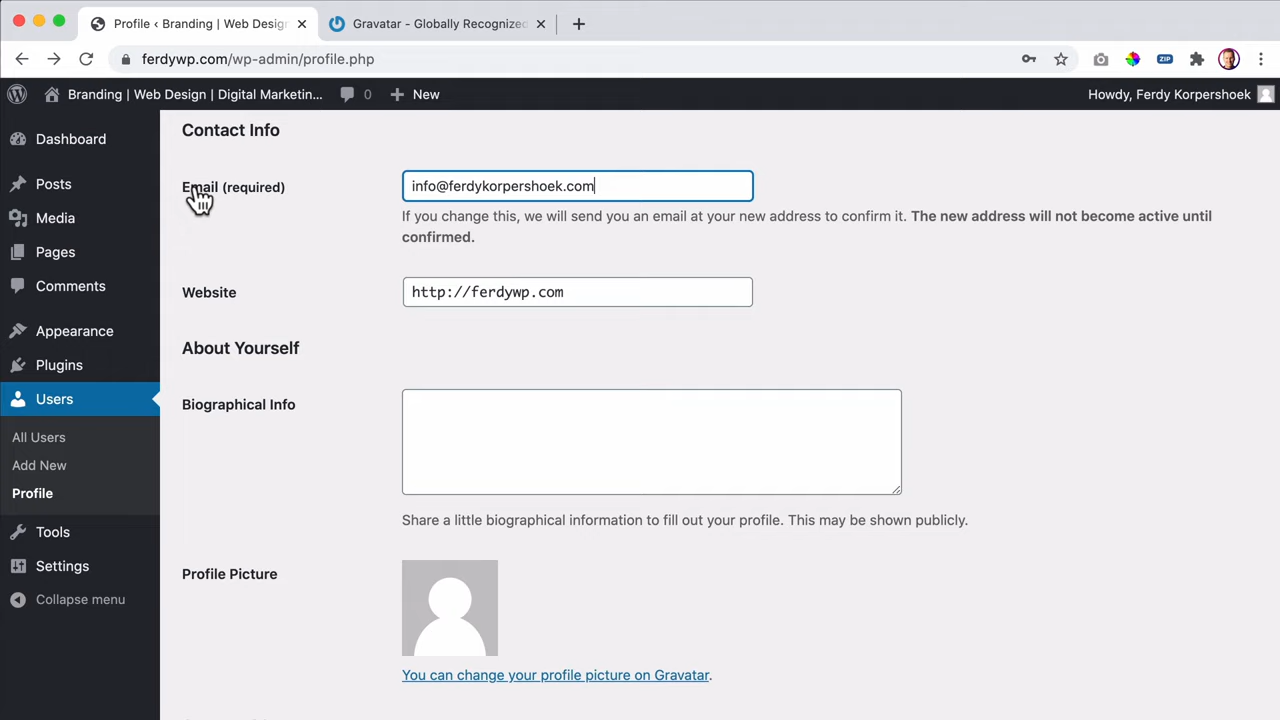 Profile ‹ Branding | Web Design
Gravatar - Globally Recognized
ferdywp.com/wp-admin/profile.php
ZIP
Branding | Web Design | Digital Marketin...
0
New
Howdy, Ferdy Korpershoek
Dashboard
Posts
Media
Pages
Comments
Appearance
Plugins
Users
All Users
Add New
Profile
Tools
Settings
Collapse menu
Contact Info
Email (required)
info@ferdykorpershoek.com
If you change this, we will send you an email at your new address to confirm it. The new address will not become active until
confirmed.
Website
http://ferdywp.com
About Yourself
Biographical Info
Share a little biographical information to fill out your profile. This may be shown publicly.
Profile Picture
You can change your profile picture on Gravatar.